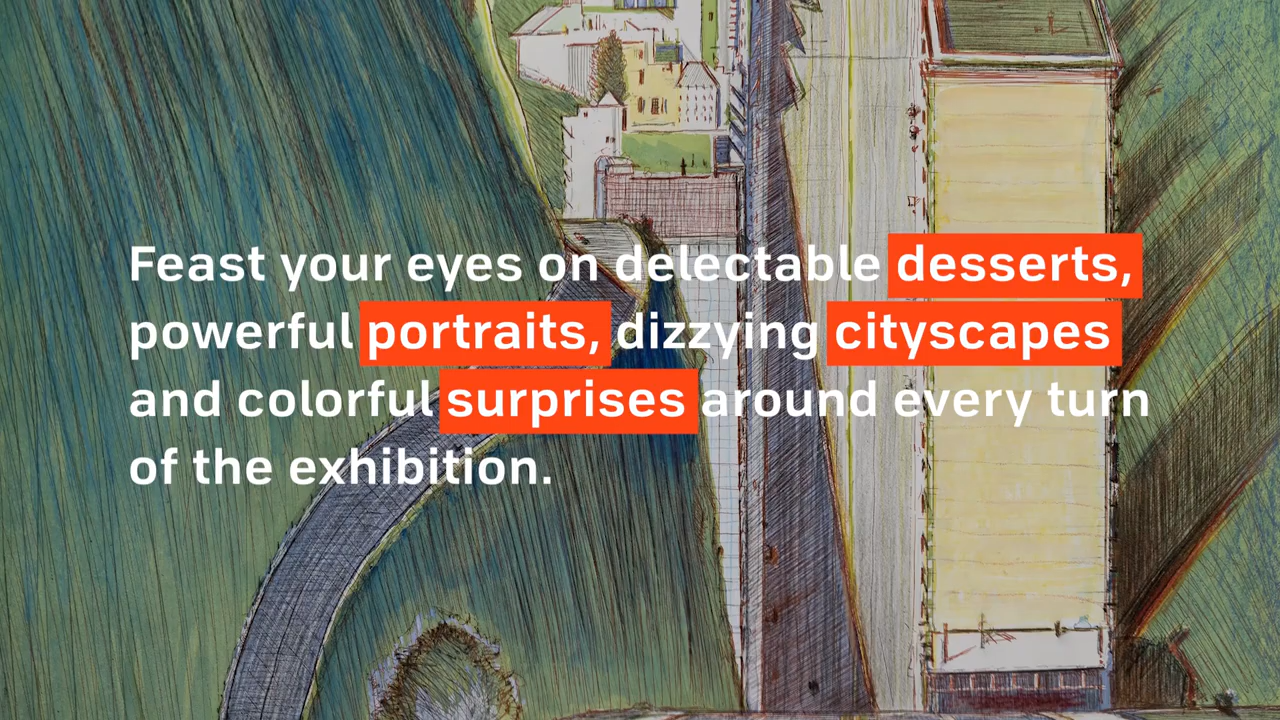 Feast your eyes on delectable desserts,
powerful portraits, dizzying cityscapes
and colorful surprises around every turn
of the exhibition.